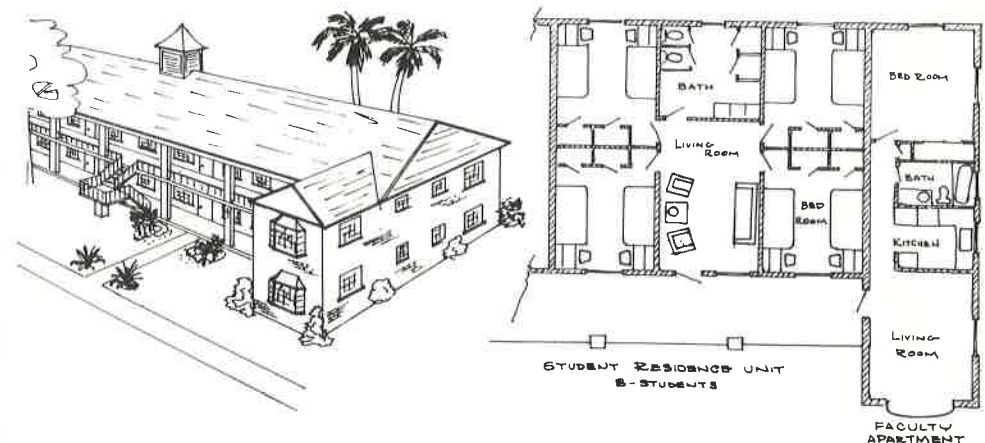 BED ROOM
BATH
LIVING
ROOM
BATH
BED
ROOM
KITCHEN
LIVING
ROOM
STUDENT RESIDENCE UNIT
8-STUDENTS
FACULTY
APARTMENT